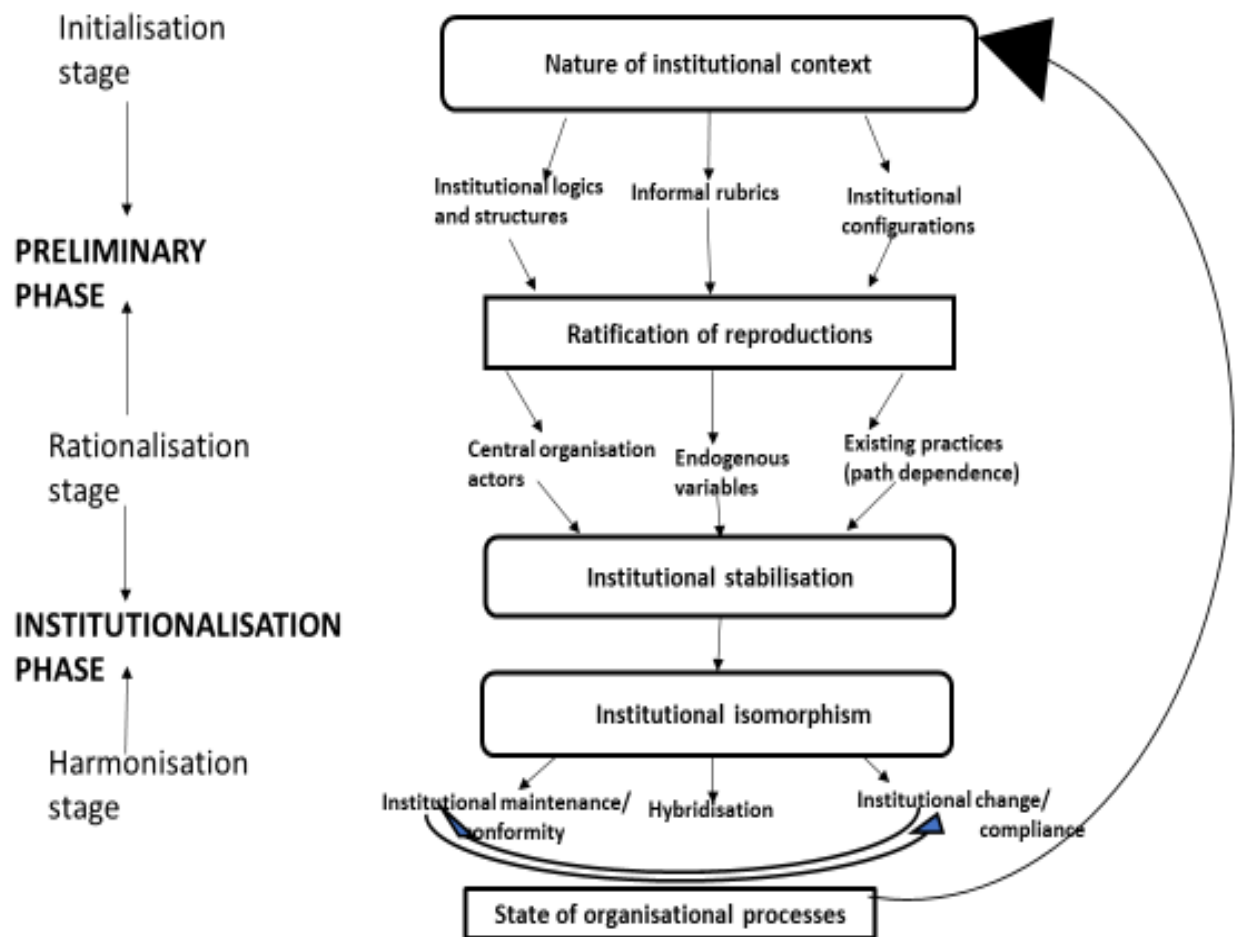 Initialisation
stage
Nature of institutional context
Institutional logics
and structures
Informal rubrics
Institutional
configurations
PRELIMINARY
PHASE
Ratification of reproductions
Rationalisation
stage
Central organisation
actors
Endogenous
variables
Existing practices
(path dependence)
Institutional stabilisation
INSTITUTIONALISATION
PHASE
Institutional isomorphism
Harmonisation
stage
Institutional maintenance/
conformity
Hybridisation
Institutional change/
compliance
State of organisational processes